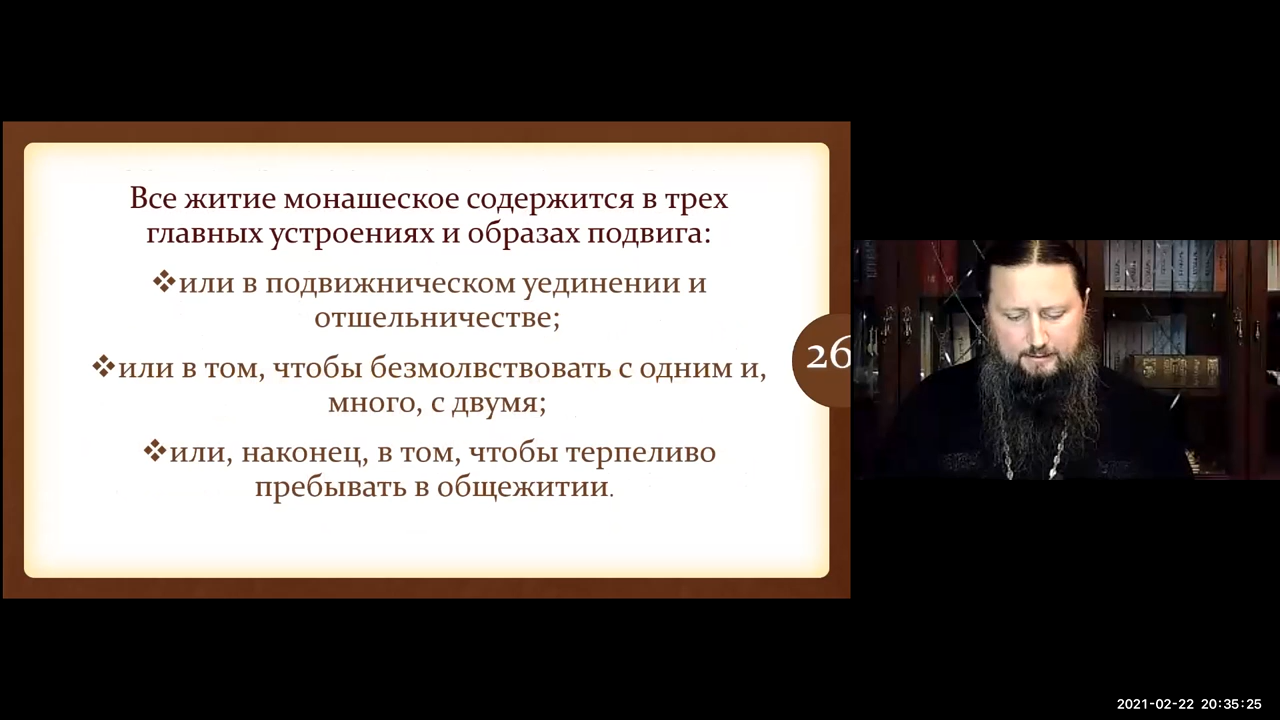 Все житие монашеское содержится в трех
главных устроениях и образах подвига:
❖или в подвижническом уединении и
отшельничестве;
❖или в том, чтобы безмолвствовать с одним и,
много, с двумя;
❖или, наконец, в том, чтобы терпеливо
пребывать в общежитии.
26
2021-02-22 20:35:25